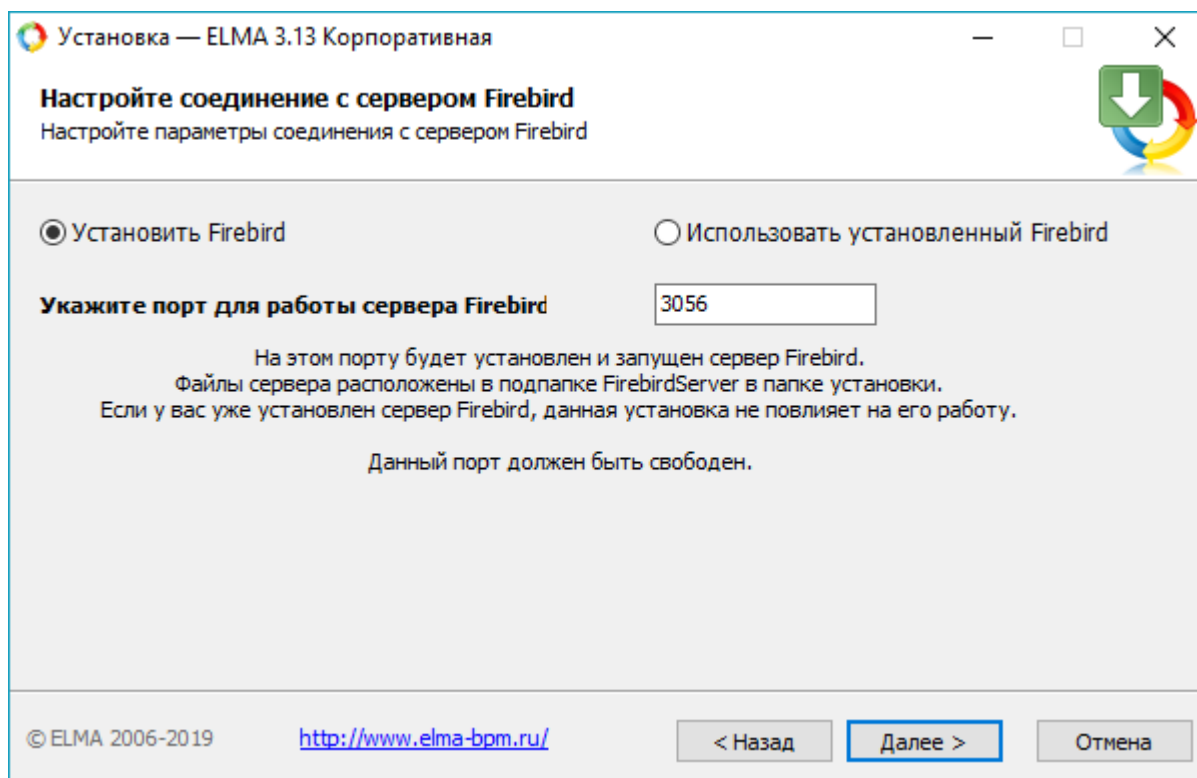 Установка — ELMA 3.13 Корпоративная
Настройте соединение с сервером Firebird
Настройте параметры соединения с сервером Firebird
Установить Firebird
Использовать установленный Firebird
Укажите порт для работы сервера Firebird
3056
На этом порту будет установлен и запущен сервер Firebird.
Файлы сервера расположены в подпапке FirebirdServer в папке установки.
Если у вас уже установлен сервер Firebird, данная установка не повлияет на его работу.
Данный порт должен быть свободен.
© ELMA 2006-2019
http://www.elma-bpm.ru/
< Назад
Далее >
Отмена